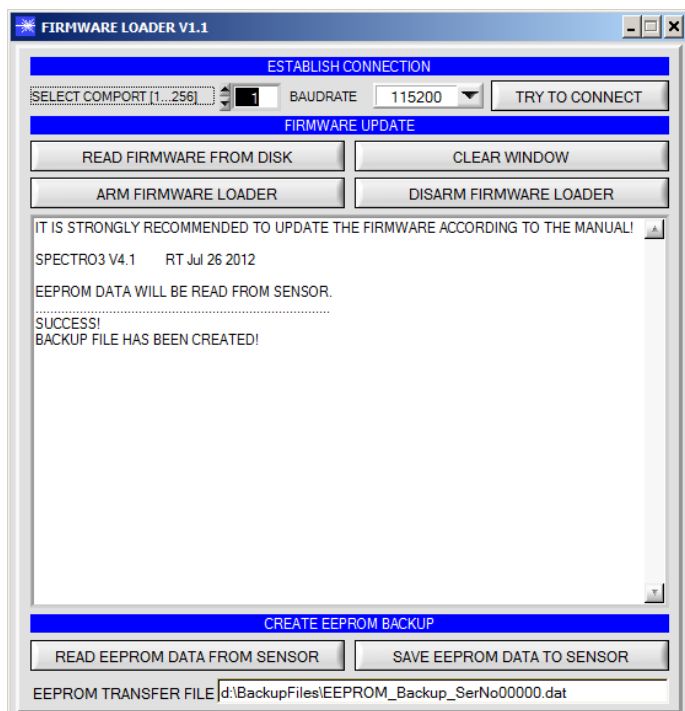 FIRMWARE LOADER V1.1
ESTABLISH CONNECTION
SELECT COMPORT [1...256] 1 BAUDRATE 115200 TRY TO CONNECT
FIRMWARE UPDATE
READ FIRMWARE FROM DISK CLEAR WINDOW
ARM FIRMWARE LOADER DISARM FIRMWARE LOADER
IT IS STRONGLY RECOMMENDED TO UPDATE THE FIRMWARE ACCORDING TO THE MANUAL!
SPECTRO3 V4.1 RT Jul 26 2012
EEPROM DATA WILL BE READ FROM SENSOR.
..........................................................................
SUCCESS!
BACKUP FILE HAS BEEN CREATED!
CREATE EEPROM BACKUP
READ EEPROM DATA FROM SENSOR SAVE EEPROM DATA TO SENSOR
EEPROM TRANSFER FILE d:\BackupFiles\EEPROM_Backup_SerNo00000.dat